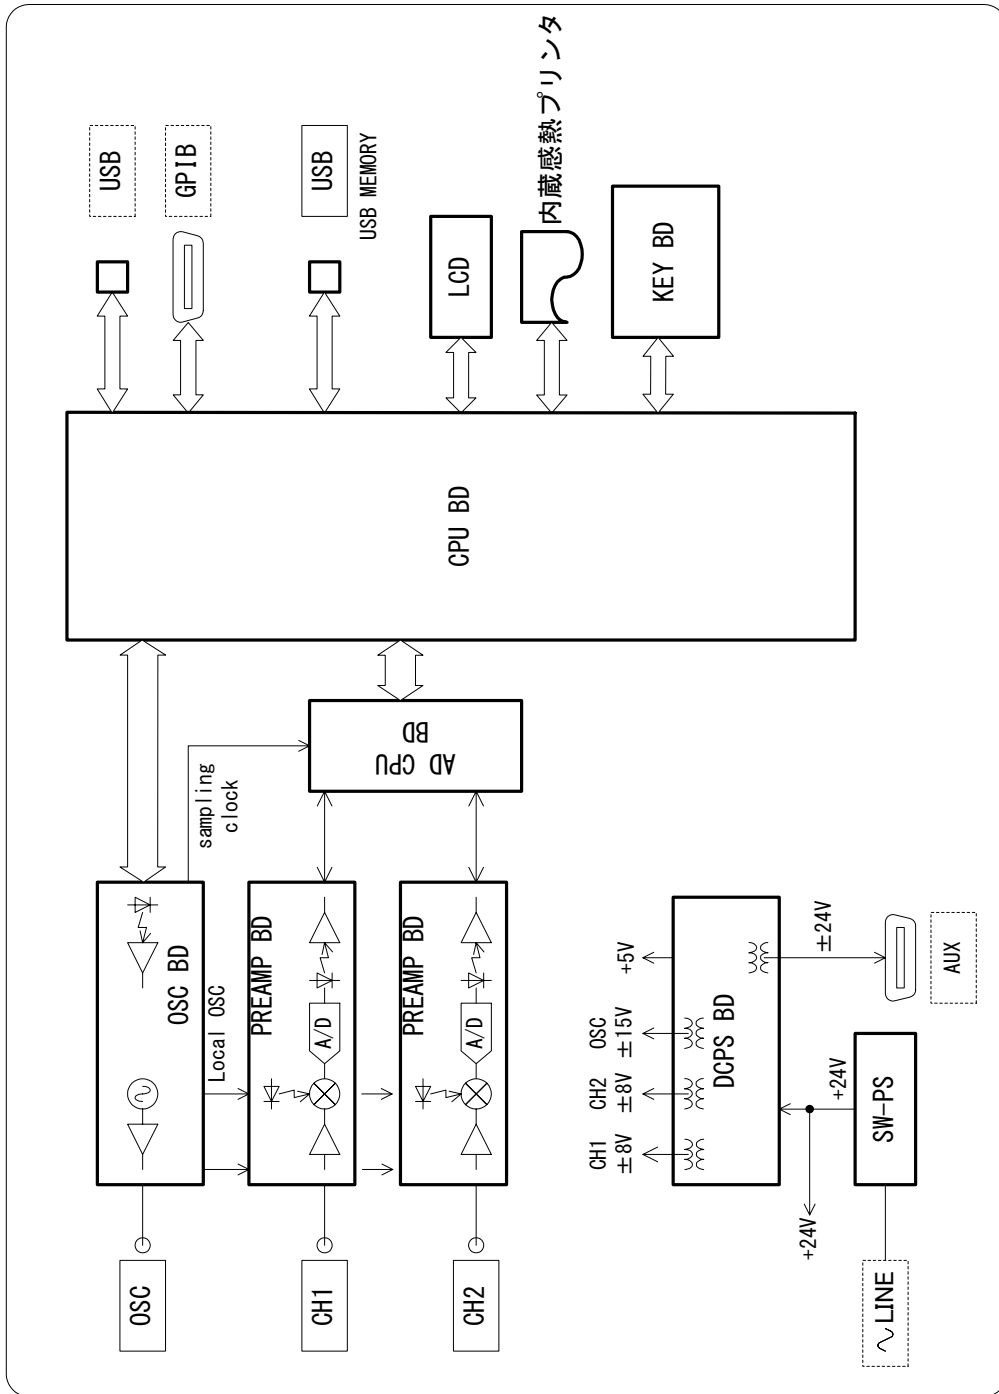 OSC
CH1
CH2
OSC BD
Local OSC
PREAMP BD
A/D
PREAMP BD
A/D
sampling
clock
AD CPU
BD
CPU BD
USB
GPIB
USB
USB MEMORY
LCD
内蔵感熱プリンタ
KEY BD
CH1
±8V
CH2
±8V
OSC
±15V
+5V
DCPS BD
±24V
AUX
+24V
+24V
SW-PS
LINE